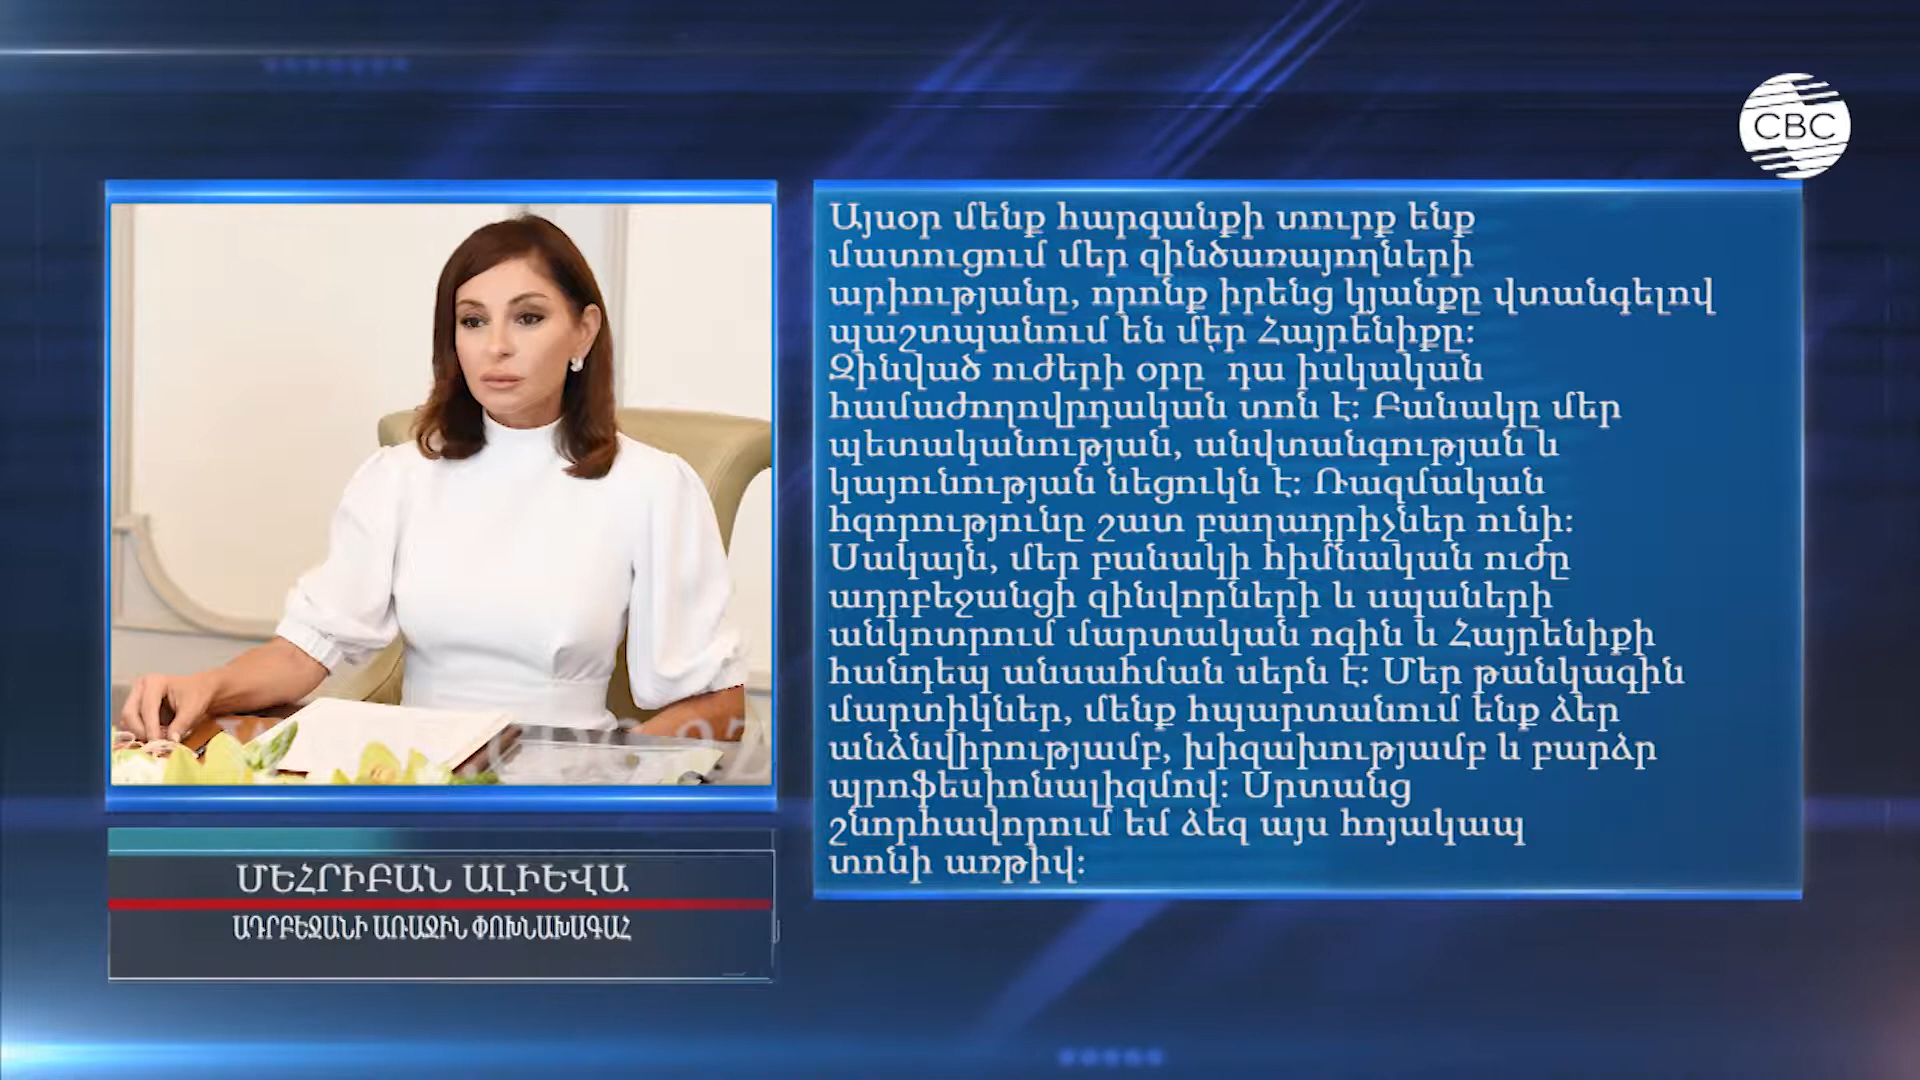 CBC
Այսօր մենք հարգանքի տուրք ենք
մատուցում մեր զինծառայողների
արիությանը, որոնք իրենց կյանքը վտանգելով
պաշտպանում են մեր Հայրենիքը:
Զինված ուժերի օրը՝ դա իսկական
համաժողովրդական տոն է: Բանակը մեր
պետականության, անվտանգության և
կայունության նեցուկն է: Ռազմական
հզորությունը շատ բաղադրիչներ ունի:
Սակայն, մեր բանակի հիմնական ուժը
ադրբեջանցի զինվորների և սպաների
անկոտրում մարտական ոգին և Հայրենիքի
հանդեպ անսահման սերն է: Մեր թանկագին
մարտիկներ, մենք հպարտանում ենք ձեր
անձնվիրությամբ, խիզախությամբ և բարձր
պրոֆեսիոնալիզմով: Սրտանց
շնորհավորում եմ ձեզ այս հոյակապ
տոնի առթիվ:
ՄԵՀՐԻԲԱՆ ԱԼԻԵՎԱ
ԱԴՐԲԵՋԱՆԻ ԱՌԱՋԻՆ ՓՈԽՆԱԽԱԳԱՀ